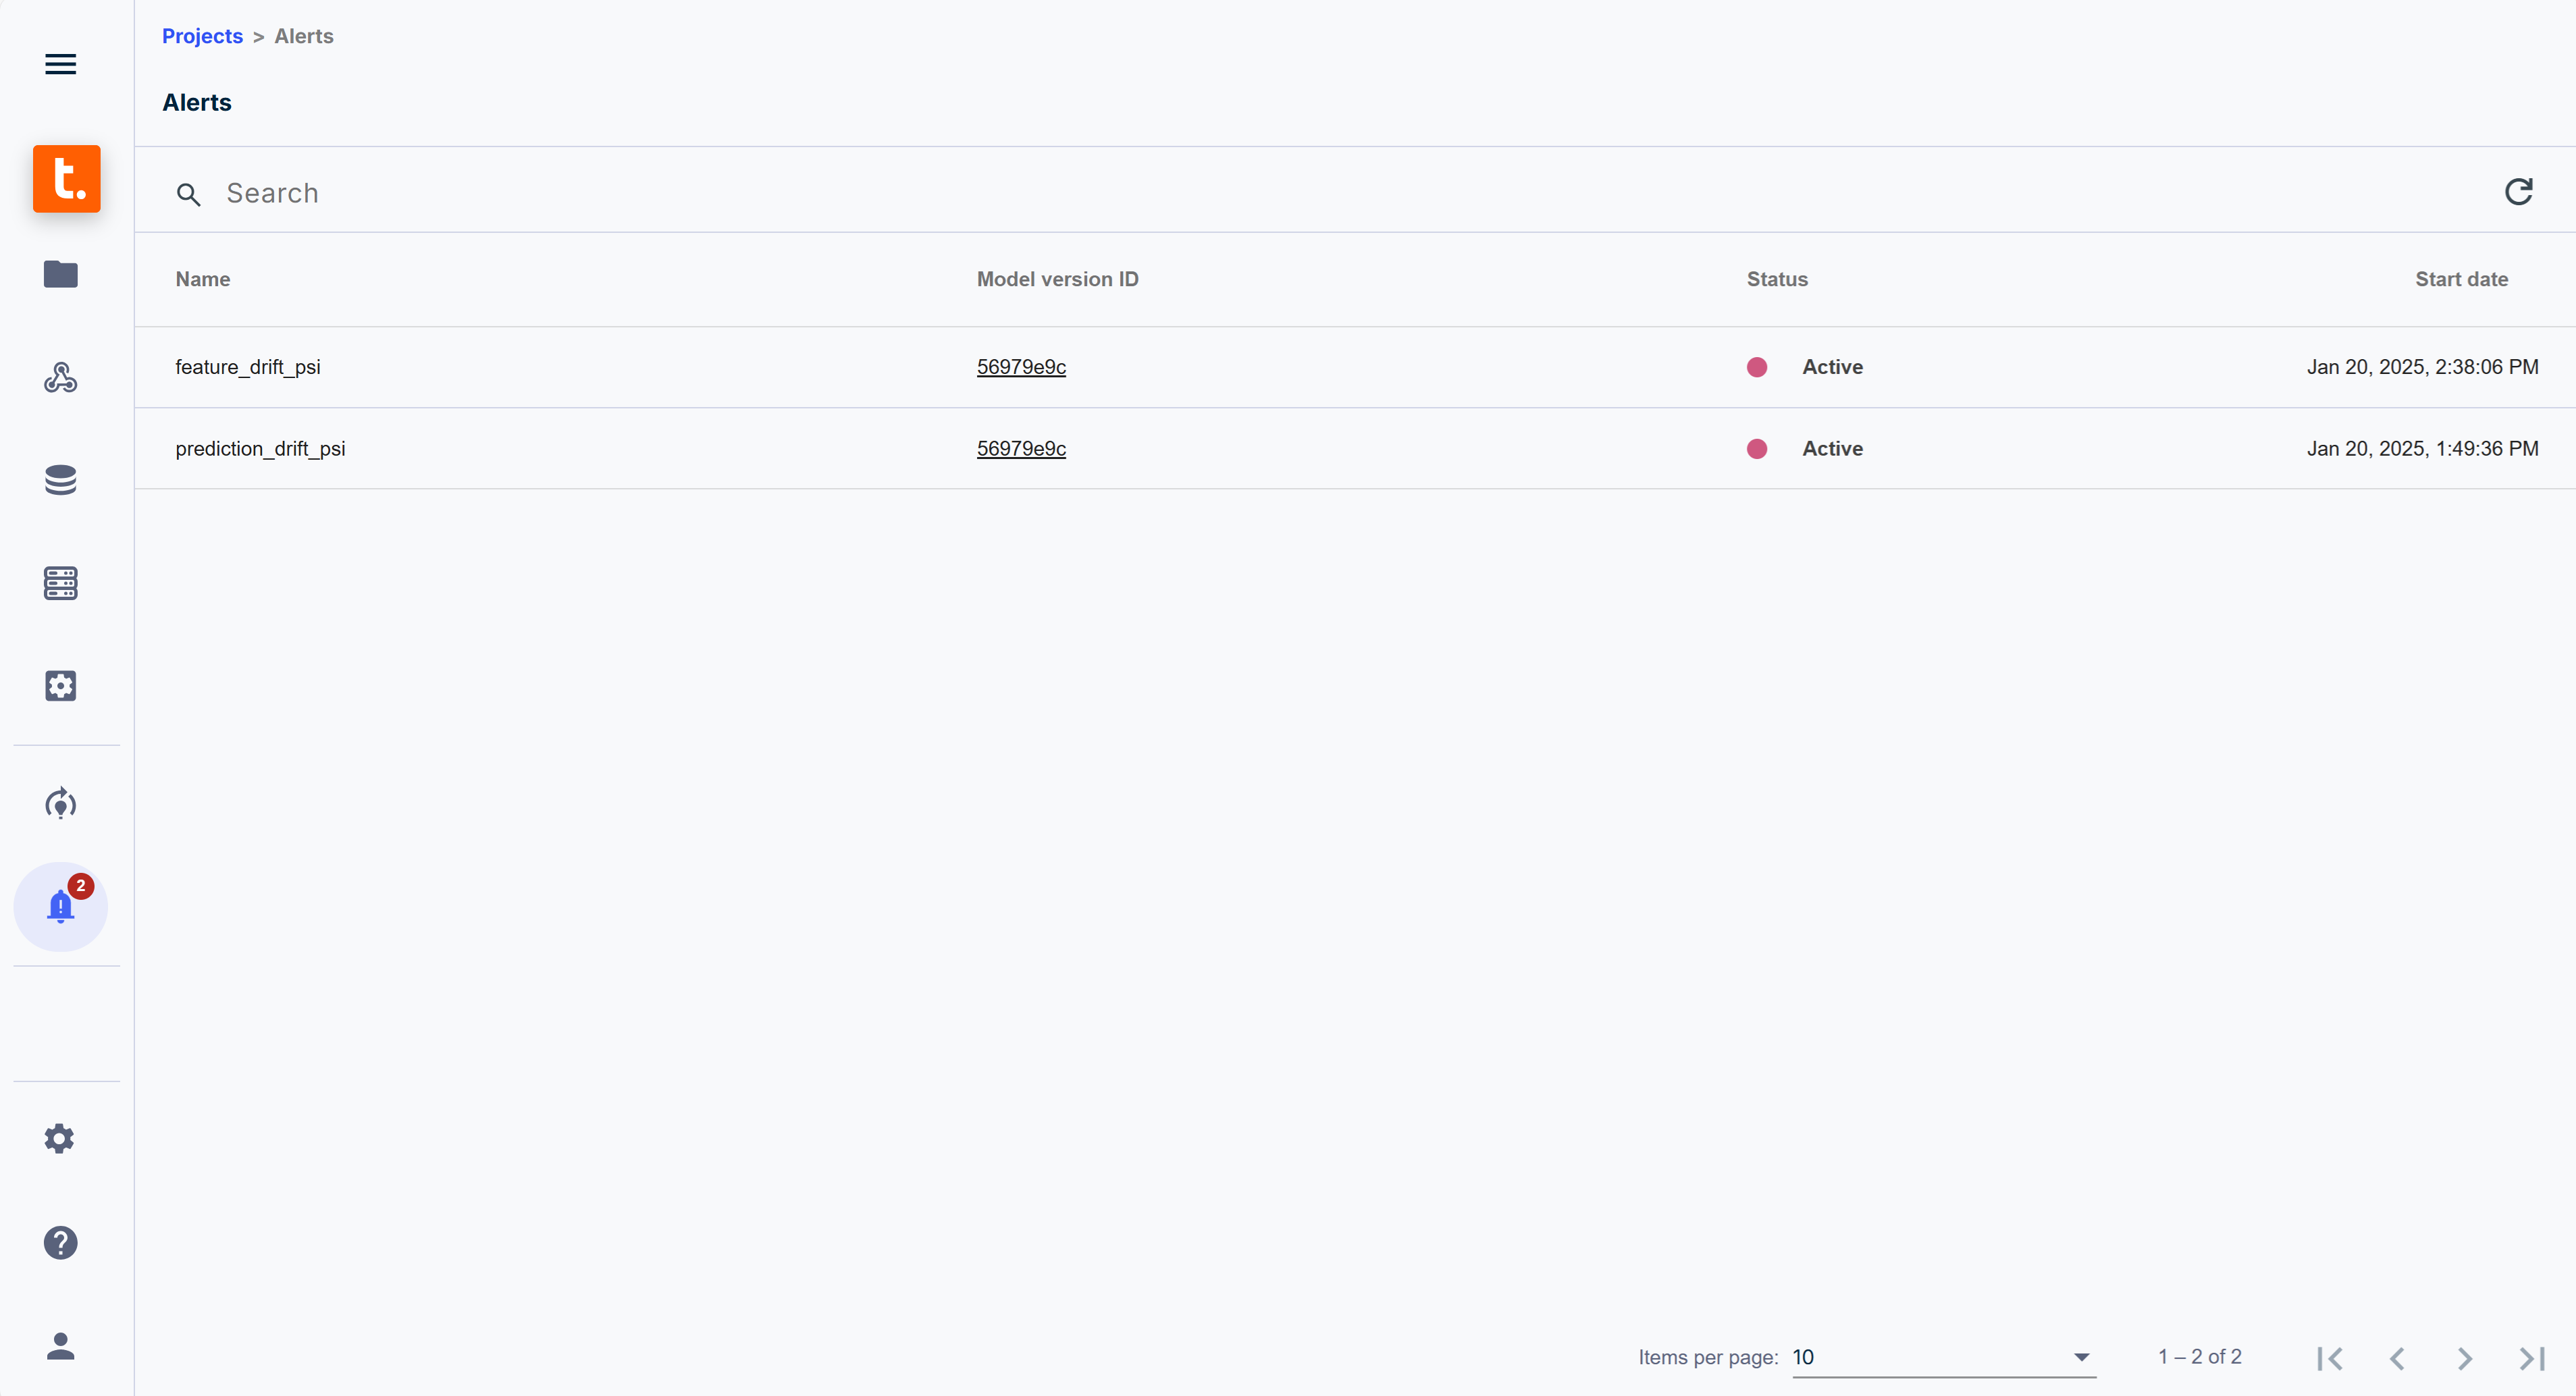 Projects > Alerts
Alerts
t.
Search
Name Model version ID Status Start date
feature_drift_psi 56979e9c Active Jan 20, 2025, 2:38:06 PM
prediction_drift_psi 56979e9c Active Jan 20, 2025, 1:49:36 PM
2
Items per page: 10 1 – 2 of 2